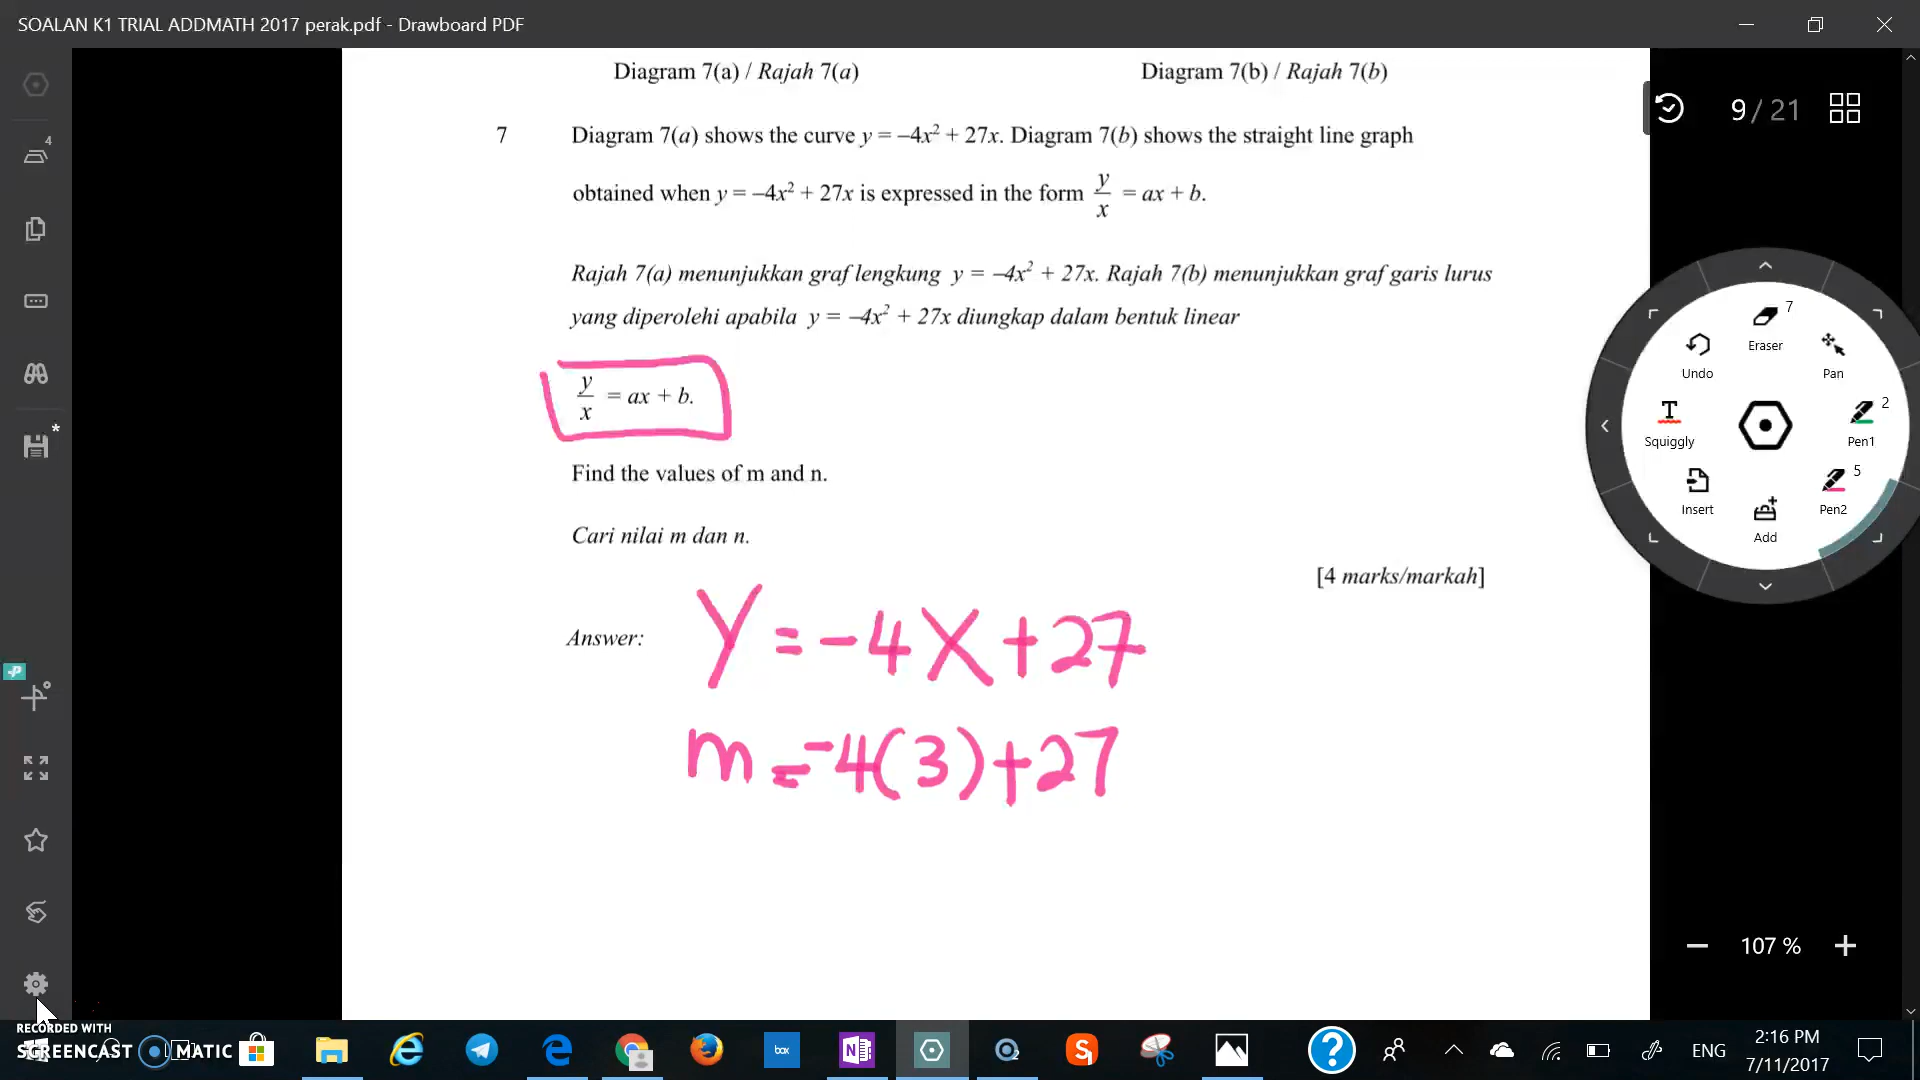 SOALAN K1 TRIAL ADDMATH 2017 perak.pdf - Drawboard PDF
Diagram 7(a) / Rajah 7(a)
Diagram 7(b) / Rajah 7(b)
9 / 21
4
7 Diagram 7(a) shows the curve y = –4x² + 27x. Diagram 7(b) shows the straight line graph
obtained when y = –4x² + 27x is expressed in the form y/x = ax + b.
Rajah 7(a) menunjukkan graf lengkung y = –4x² + 27x. Rajah 7(b) menunjukkan graf garis lurus
yang diperolehi apabila y = –4x² + 27x diungkap dalam bentuk linear
y/x = ax + b.
Find the values of m and n.
Cari nilai m dan n.
[4 marks/markah]
Answer:
Y = -4X + 27
m = -4(3) + 27
7
Eraser
Undo
Pan
T
Squiggly
2
Pen1
5
Pen2
Insert
Add
107 %
RECORDED WITH
SCREENCAST MATIC
box
N
S
?
ENG
2:16 PM
7/11/2017